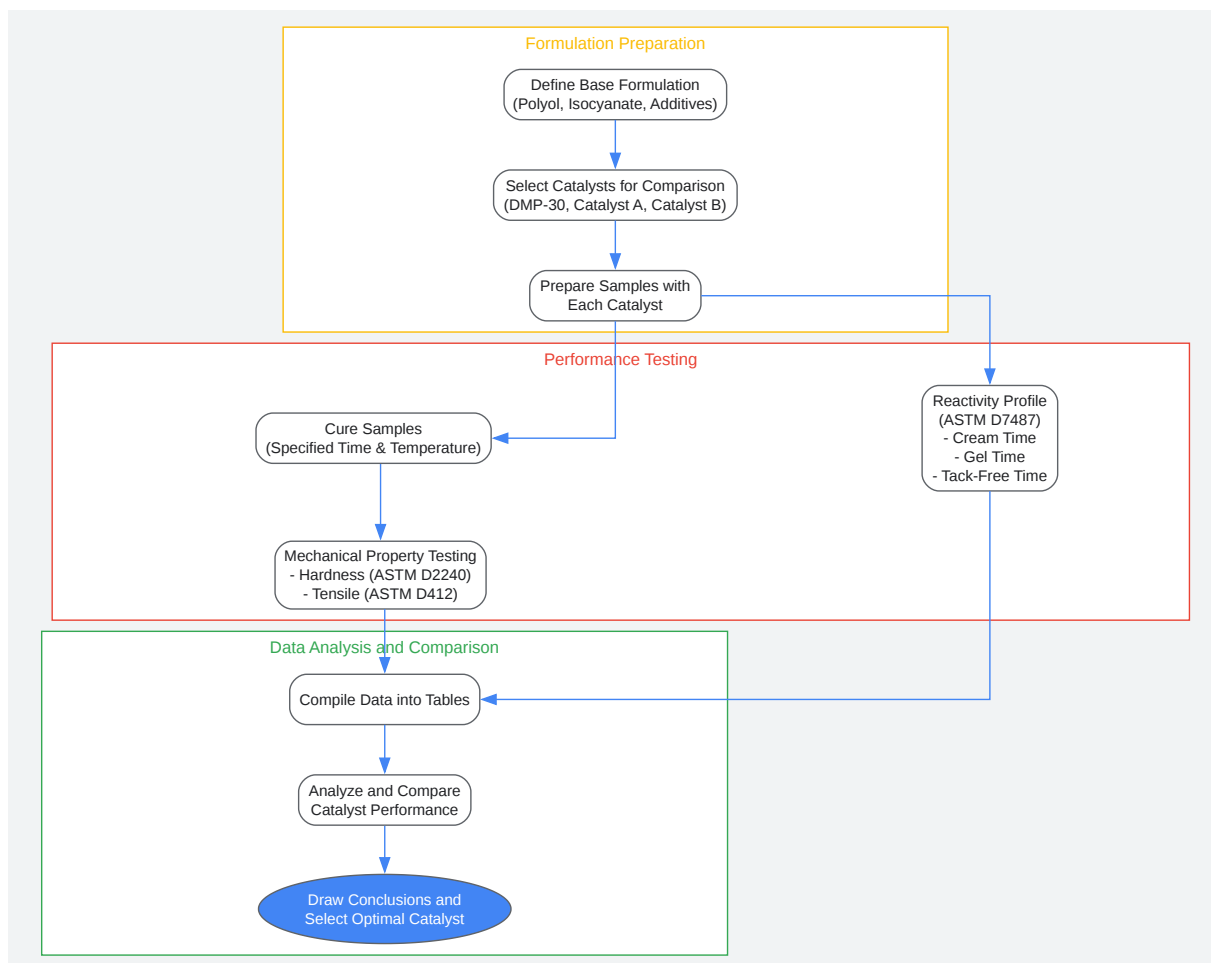 Formulation Preparation
Define Base Formulation
(Polyol, Isocyanate, Additives)
Select Catalysts for Comparison
(DMP-30, Catalyst A, Catalyst B)
Prepare Samples with
Each Catalyst
Performance Testing
Cure Samples
(Specified Time & Temperature)
Reactivity Profile
(ASTM D7487)
- Cream Time
- Gel Time
- Tack-Free Time
Mechanical Property Testing
- Hardness (ASTM D2240)
- Tensile (ASTM D412)
Data Analysis and Comparison
Compile Data into Tables
Analyze and Compare
Catalyst Performance
Draw Conclusions and
Select Optimal Catalyst